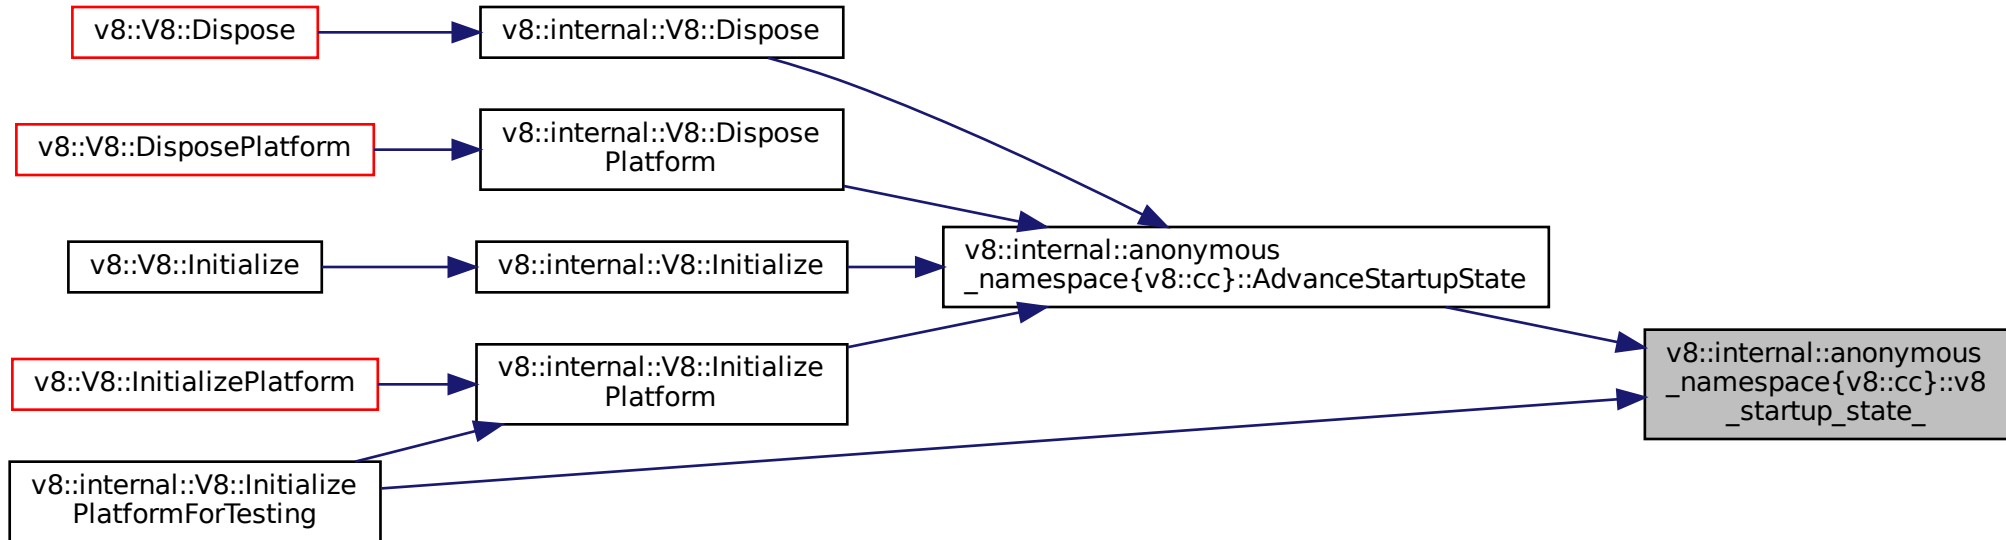 v8::V8::Dispose
v8::internal::V8::Dispose
v8::V8::DisposePlatform
v8::internal::V8::Dispose
Platform
v8::V8::Initialize
v8::internal::V8::Initialize
v8::internal::anonymous
_namespace{v8::cc}::AdvanceStartupState
v8::V8::InitializePlatform
v8::internal::V8::Initialize
Platform
v8::internal::anonymous
_namespace{v8::cc}::v8
_startup_state_
v8::internal::V8::Initialize
PlatformForTesting